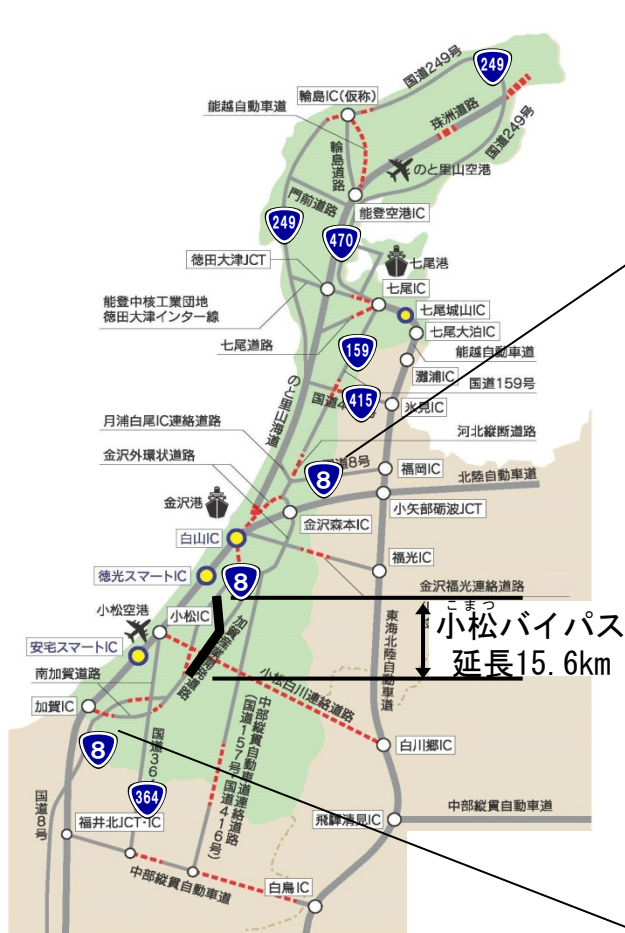 249
国道249号
輪島IC(仮称)
能越自動車道
珠洲道路
国道249号
輪島道路
のと里山空港
門前道路
能登空港IC
249
470
徳田大津JCT
七尾港
七尾IC
能登中核工業団地
徳田大津インター線
七尾城山IC
七尾大泊IC
七尾道路
159
能越自動車道
灘浦IC
国道159号
のと里山海道
国道4
415
氷見IC
月浦白尾IC連絡道路
河北縦断道路
金沢外環状道路
国道8号
8
福岡IC
北陸自動車道
金沢港
小矢部砺波JCT
金沢森本IC
白山IC
福光IC
徳光スマートIC
8
金沢福光連絡道路
小松空港
小松IC
こまつ
小松バイパス
延長15.6km
安宅スマートIC
東海北陸自動車道
南加賀道路
小松白川連絡道路
加賀IC
中部縦貫自動車道連絡道路
(国道157号・国道416号)
8
白川郷IC
国道36
364
国道8号
福井北JCT・IC
飛騨清見IC
中部縦貫自動車道
中部縦貫自動車道
白鳥IC